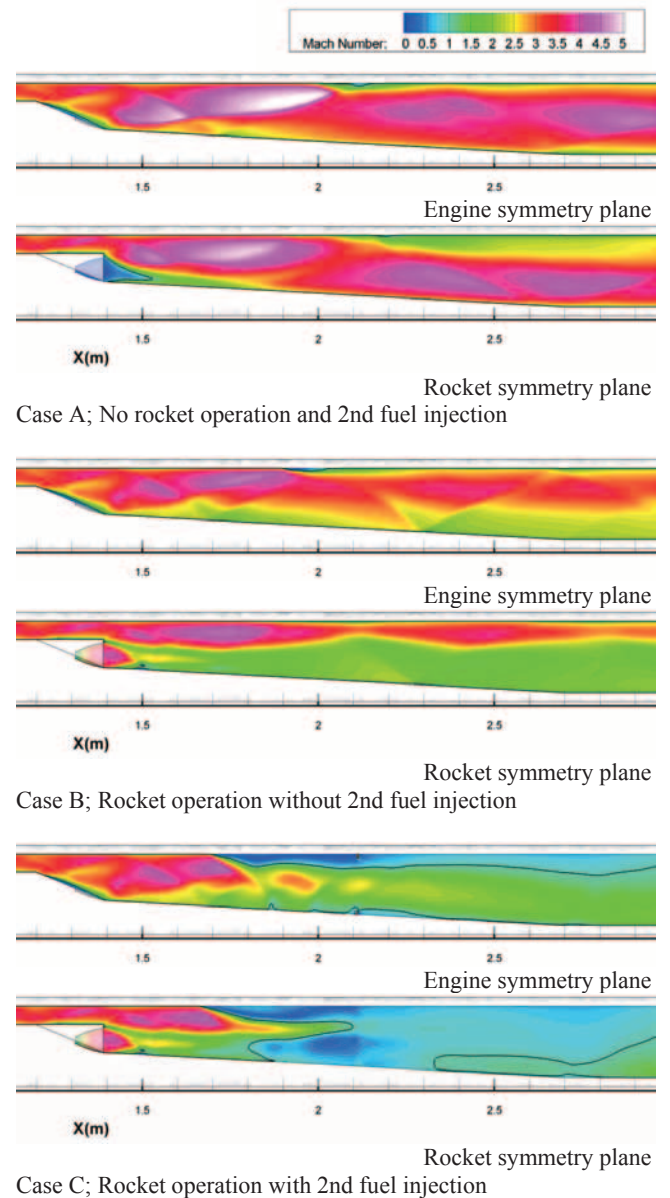 Mach Number: 0 0.5 1 1.5 2 2.5 3 3.5 4 4.5 5
1.5 2 2.5
Engine symmetry plane
1.5 2 2.5
X(m)
Rocket symmetry plane
Case A; No rocket operation and 2nd fuel injection
1.5 2 2.5
Engine symmetry plane
1.5 2 2.5
X(m)
Rocket symmetry plane
Case B; Rocket operation without 2nd fuel injection
1.5 2 2.5
Engine symmetry plane
1.5 2 2.5
X(m)
Rocket symmetry plane
Case C; Rocket operation with 2nd fuel injection